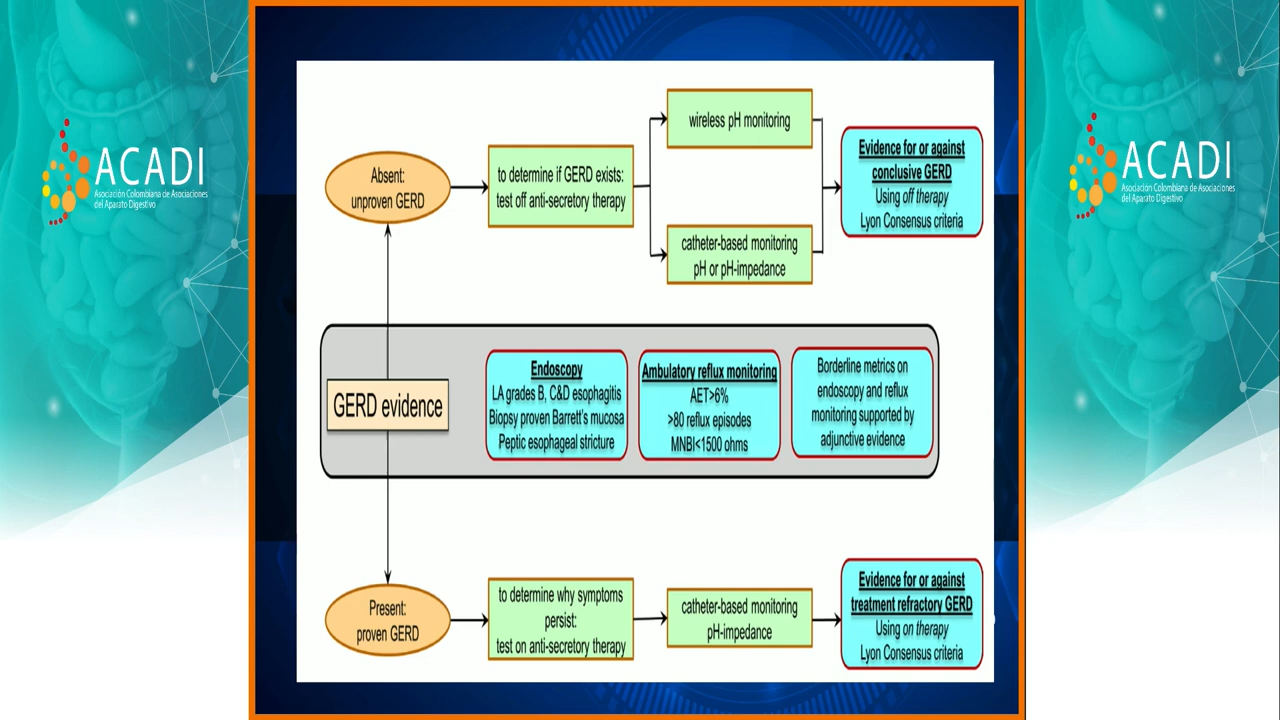 ACADI
Asociación Colombiana de Asociaciones
del Aparato Digestivo
Absent:
unproven GERD
to determine if GERD exists:
test off anti-secretory therapy
wireless pH monitoring
catheter-based monitoring
pH or pH-impedance
Evidence for or against
conclusive GERD
Using off therapy
Lyon Consensus criteria
GERD evidence
Endoscopy
LA grades B, C&D esophagitis
Biopsy proven Barrett's mucosa
Peptic esophageal stricture
Ambulatory reflux monitoring
AET>6%
>80 reflux episodes
MNBI<1500 ohms
Borderline metrics on
endoscopy and reflux
monitoring supported by
adjunctive evidence
Present:
proven GERD
to determine why symptoms
persist:
test on anti-secretory therapy
catheter-based monitoring
pH-impedance
Evidence for or against
treatment refractory GERD
Using on therapy
Lyon Consensus criteria
ACADI
Asociación Colombiana de Asociaciones
del Aparato Digestivo